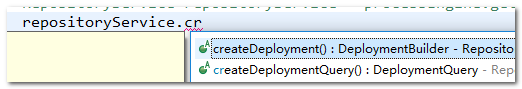 repositoryService.cr
createDeployment() : DeploymentBuilder - Reposito
createDeploymentQuery() : DeploymentQuery - Rep